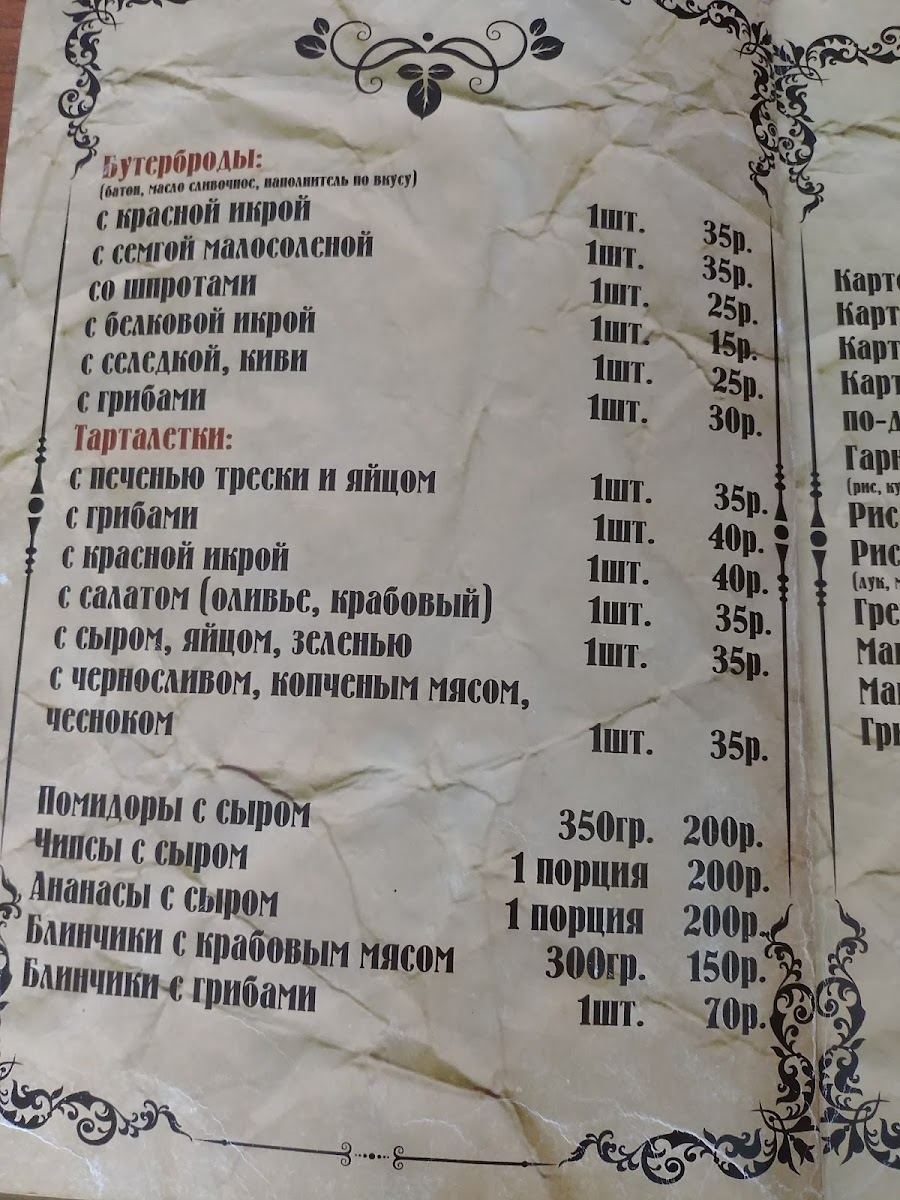 Бутерброды:
(батон, масло сливочное, наполнитель по вкусу)
с красной икрой 1шт. 35р.
с семгой малосоленой 1шт. 35р.
со шпротами 1шт. 25р.
с белковой икрой 1шт. 15р.
с селедкой, киви 1шт. 25р.
с грибами 1шт. 30р.
Тарталетки:
с печенью трески и яйцом 1шт. 35р.
с грибами 1шт. 40р.
с красной икрой 1шт. 40р.
с салатом (оливье, крабовый) 1шт. 35р.
с сыром, яйцом, зеленью 1шт. 35р.
с черносливом, копченым мясом,
чесноком 1шт. 35р.
Помидоры с сыром 350гр. 200р.
Чипсы с сыром 1 порция 200р.
Ананасы с сыром 1 порция 200р.
Блинчики с крабовым мясом 300гр. 150р.
Блинчики с грибами 1шт. 70р.
Рис
Рис